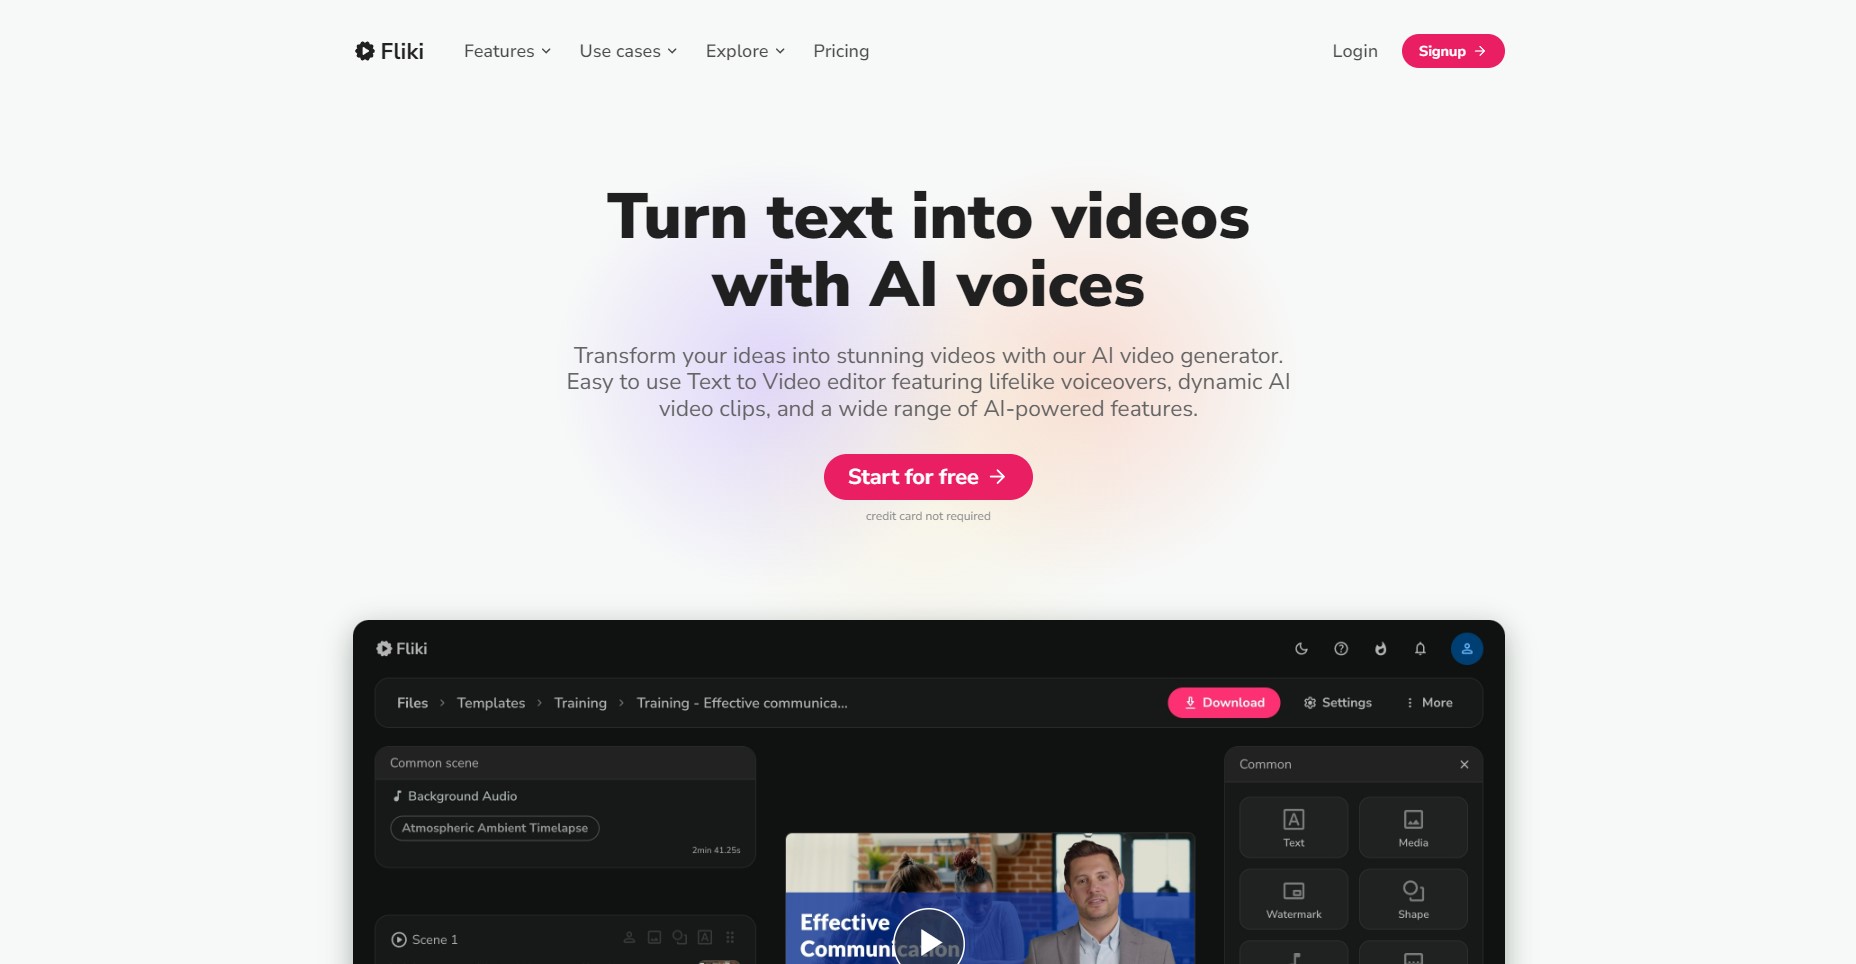 Fliki
Features
Use cases
Explore
Pricing
Login
Signup
Turn text into videos
with AI voices
Transform your ideas into stunning videos with our AI video generator.
Easy to use Text to Video editor featuring lifelike voiceovers, dynamic AI
video clips, and a wide range of AI-powered features.
Start for free
credit card not required
Fliki
Files
Templates
Training
Training - Effective communica...
Download
Settings
More
Common scene
Background Audio
Atmospheric Ambient Timelapse
2min 41.25s
Scene 1
Effective
Communication
Common
Text
Media
Watermark
Shape